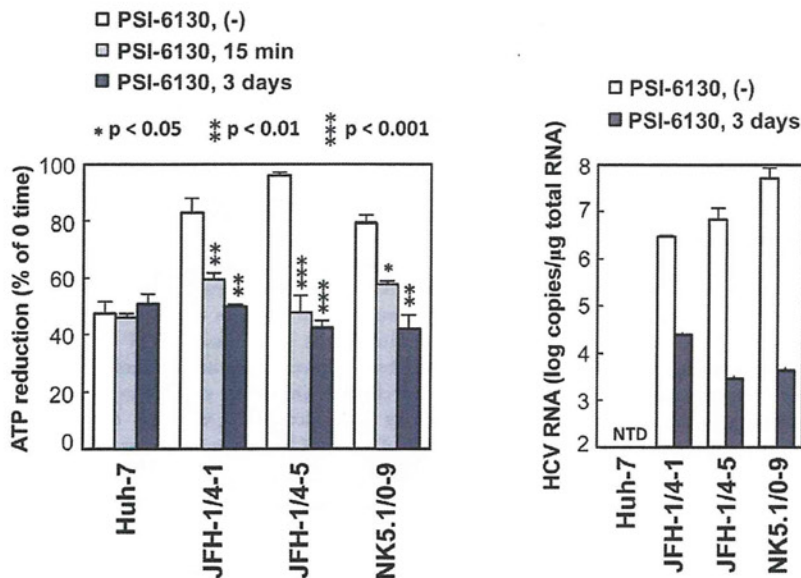 PSI-6130, (-)
PSI-6130, 15 min
PSI-6130, 3 days
* p < 0.05 ** p < 0.01 *** p < 0.001
ATP reduction (% of 0 time)
100
80
60
40
20
0
**
**
***
***
*
**
Huh-7
JFH-1/4-1
JFH-1/4-5
NK5.1/0-9
PSI-6130, (-)
PSI-6130, 3 days
HCV RNA (log copies/μg total RNA)
8
7
6
5
4
3
2
NTD
Huh-7
JFH-1/4-1
JFH-1/4-5
NK5.1/0-9